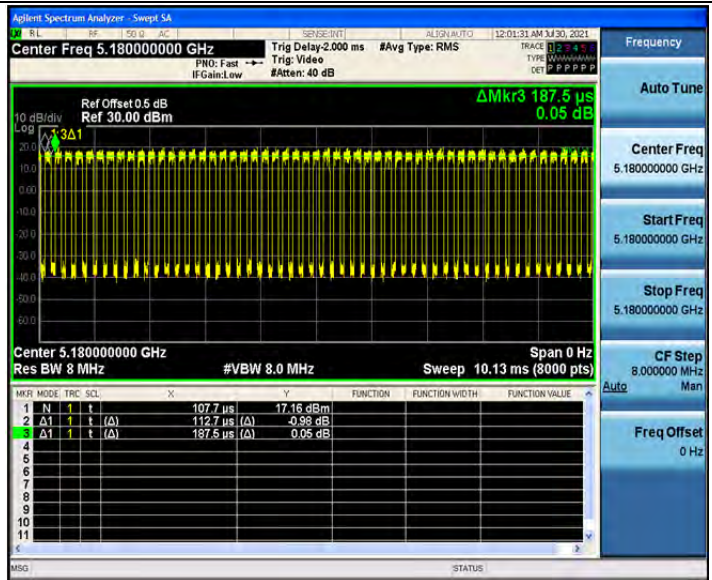 Agilent Spectrum Analyzer - Swept SA
RL RF 50 Ω AC SENSE:INT ALIGN AUTO 12:01:31 AM Jul 30, 2021
Center Freq 5.180000000 GHz
PNO: Fast
IFGain:Low
Trig Delay-2.000 ms
Trig: Video
#Atten: 40 dB
#Avg Type: RMS
TRACE 1 2 3 4 5 6
TYPE W
DET P P P P P P
ΔMkr3 187.5 µs
0.05 dB
Ref Offset 0.5 dB
10 dB/div Ref 30.00 dBm
Log
3Δ1
20.0
10.0
0.00
-10.0
-20.0
-30.0
-40.0
-60.0
Center 5.180000000 GHz Span 0 Hz
Res BW 8 MHz #VBW 8.0 MHz Sweep 10.13 ms (8000 pts)
MKR MODE TRC SCL X Y FUNCTION FUNCTION WIDTH FUNCTION VALUE
1 N 1 t 107.7 µs 17.16 dBm
2 Δ1 1 t (Δ) 112.7 µs (Δ) -0.98 dB
3 Δ1 1 t (Δ) 187.5 µs (Δ) 0.05 dB
4
5
6
7
8
9
10
11
MSG STATUS
Frequency
Auto Tune
Center Freq
5.180000000 GHz
Start Freq
5.180000000 GHz
Stop Freq
5.180000000 GHz
CF Step
8.000000 MHz
Auto Man
Freq Offset
0 Hz